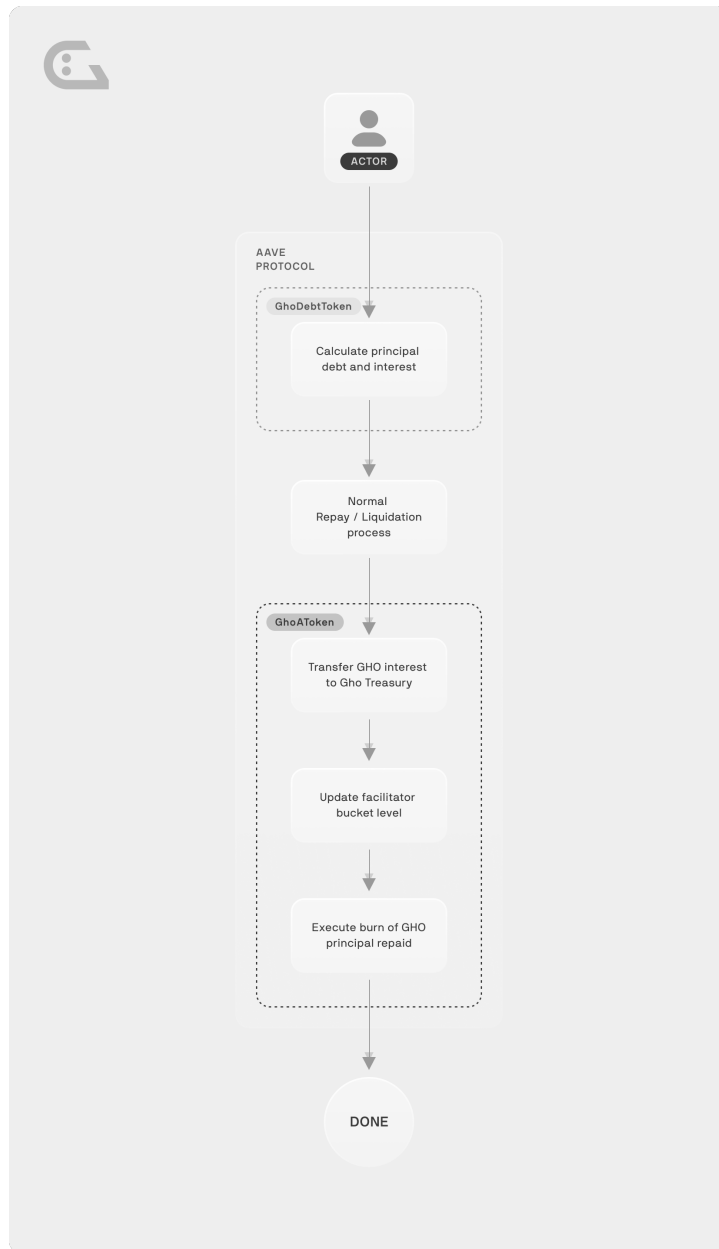 ACTOR
AAVE
PROTOCOL
GhoDebtToken
Calculate principal
debt and interest
Normal
Repay / Liquidation
process
GhoAToken
Transfer GHO interest
to Gho Treasury
Update facilitator
bucket level
Execute burn of GHO
principal repaid
DONE